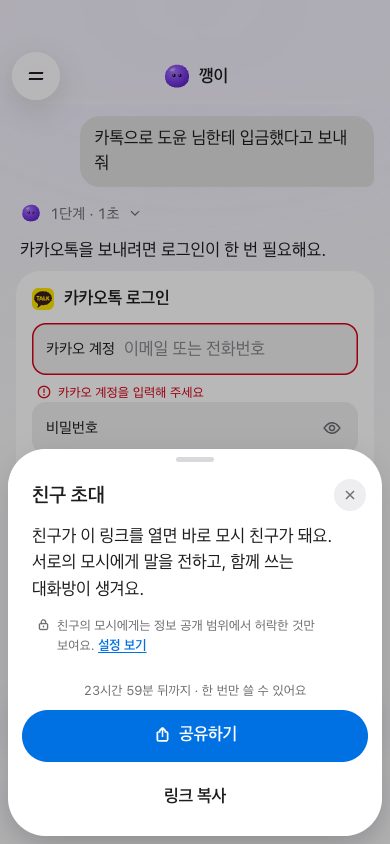 깽이
카톡으로 도윤 님한테 입금했다고 보내
줘
1단계 · 1초
카카오톡을 보내려면 로그인이 한 번 필요해요.
TALK
카카오톡 로그인
카카오 계정 이메일 또는 전화번호
카카오 계정을 입력해 주세요
비밀번호
친구 초대
친구가 이 링크를 열면 바로 모시 친구가 돼요.
서로의 모시에게 말을 전하고, 함께 쓰는
대화방이 생겨요.
친구의 모시에게는 정보 공개 범위에서 허락한 것만
보여요. 설정 보기
23시간 59분 뒤까지 · 한 번만 쓸 수 있어요
공유하기
링크 복사